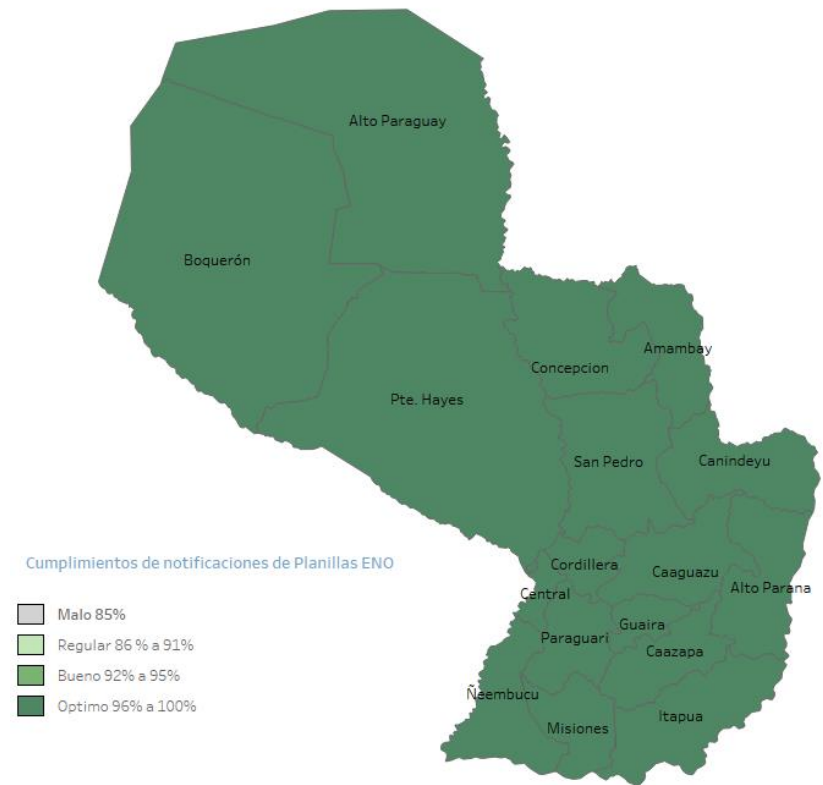 Alto Paraguay
Boquerón
Amambay
Concepcion
Pte. Hayes
San Pedro
Canindeyu
Cordillera
Caaguazu
Alto Parana
Central
Guaira
Paraguari
Caazapa
Ñeembucu
Itapua
Misiones
Cumplimientos de notificaciones de Planillas ENO
Malo 85%
Regular 86 % a 91%
Bueno 92% a 95%
Optimo 96% a 100%